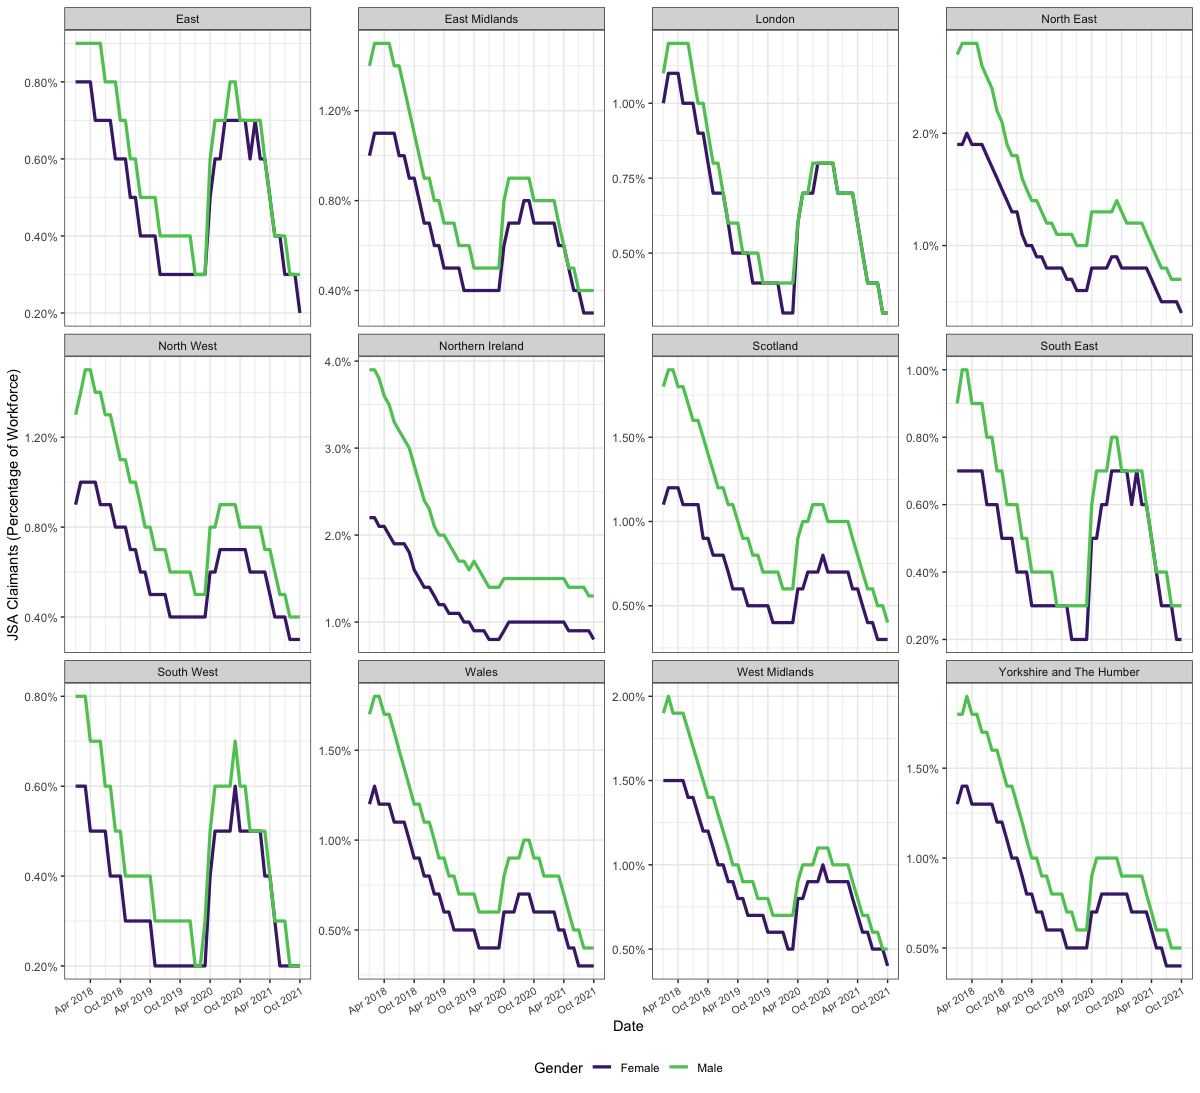 East
East Midlands
London
North East
0.80%
0.60%
0.40%
0.20%
1.20%
0.80%
0.40%
1.00%
0.75%
0.50%
2.0%
1.0%
North West
Northern Ireland
Scotland
South East
1.20%
0.80%
0.40%
4.0%
3.0%
2.0%
1.0%
1.50%
1.00%
0.50%
1.00%
0.80%
0.60%
0.40%
0.20%
South West
Wales
West Midlands
Yorkshire and The Humber
0.80%
0.60%
0.40%
0.20%
1.50%
1.00%
0.50%
2.00%
1.50%
1.00%
0.50%
1.50%
1.00%
0.50%
JSA Claimants (Percentage of Workforce)
Apr 2018 Oct 2018 Apr 2019 Oct 2019 Apr 2020 Oct 2020 Apr 2021 Oct 2021
Apr 2018 Oct 2018 Apr 2019 Oct 2019 Apr 2020 Oct 2020 Apr 2021 Oct 2021
Apr 2018 Oct 2018 Apr 2019 Oct 2019 Apr 2020 Oct 2020 Apr 2021 Oct 2021
Apr 2018 Oct 2018 Apr 2019 Oct 2019 Apr 2020 Oct 2020 Apr 2021 Oct 2021
Date
Gender Female Male